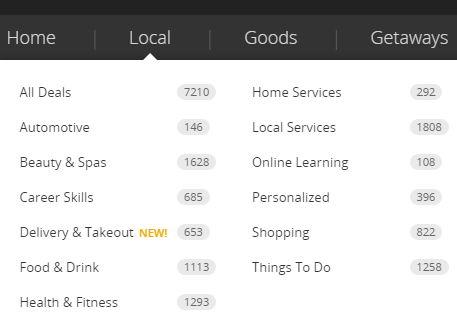 Home | Local | Goods | Getaways
All Deals 7210
Automotive 146
Beauty & Spas 1628
Career Skills 685
Delivery & Takeout NEW! 653
Food & Drink 1113
Health & Fitness 1293
Home Services 292
Local Services 1808
Online Learning 108
Personalized 396
Shopping 822
Things To Do 1258